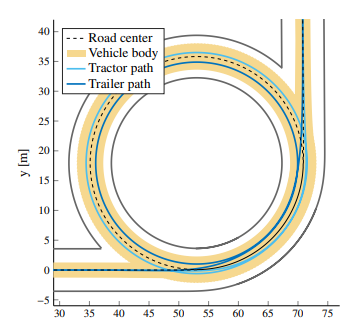 40
35
30
25
20
15
10
5
0
−5
y [m]
Road center
Vehicle body
Tractor path
Trailer path
30 35 40 45 50 55 60 65 70 75